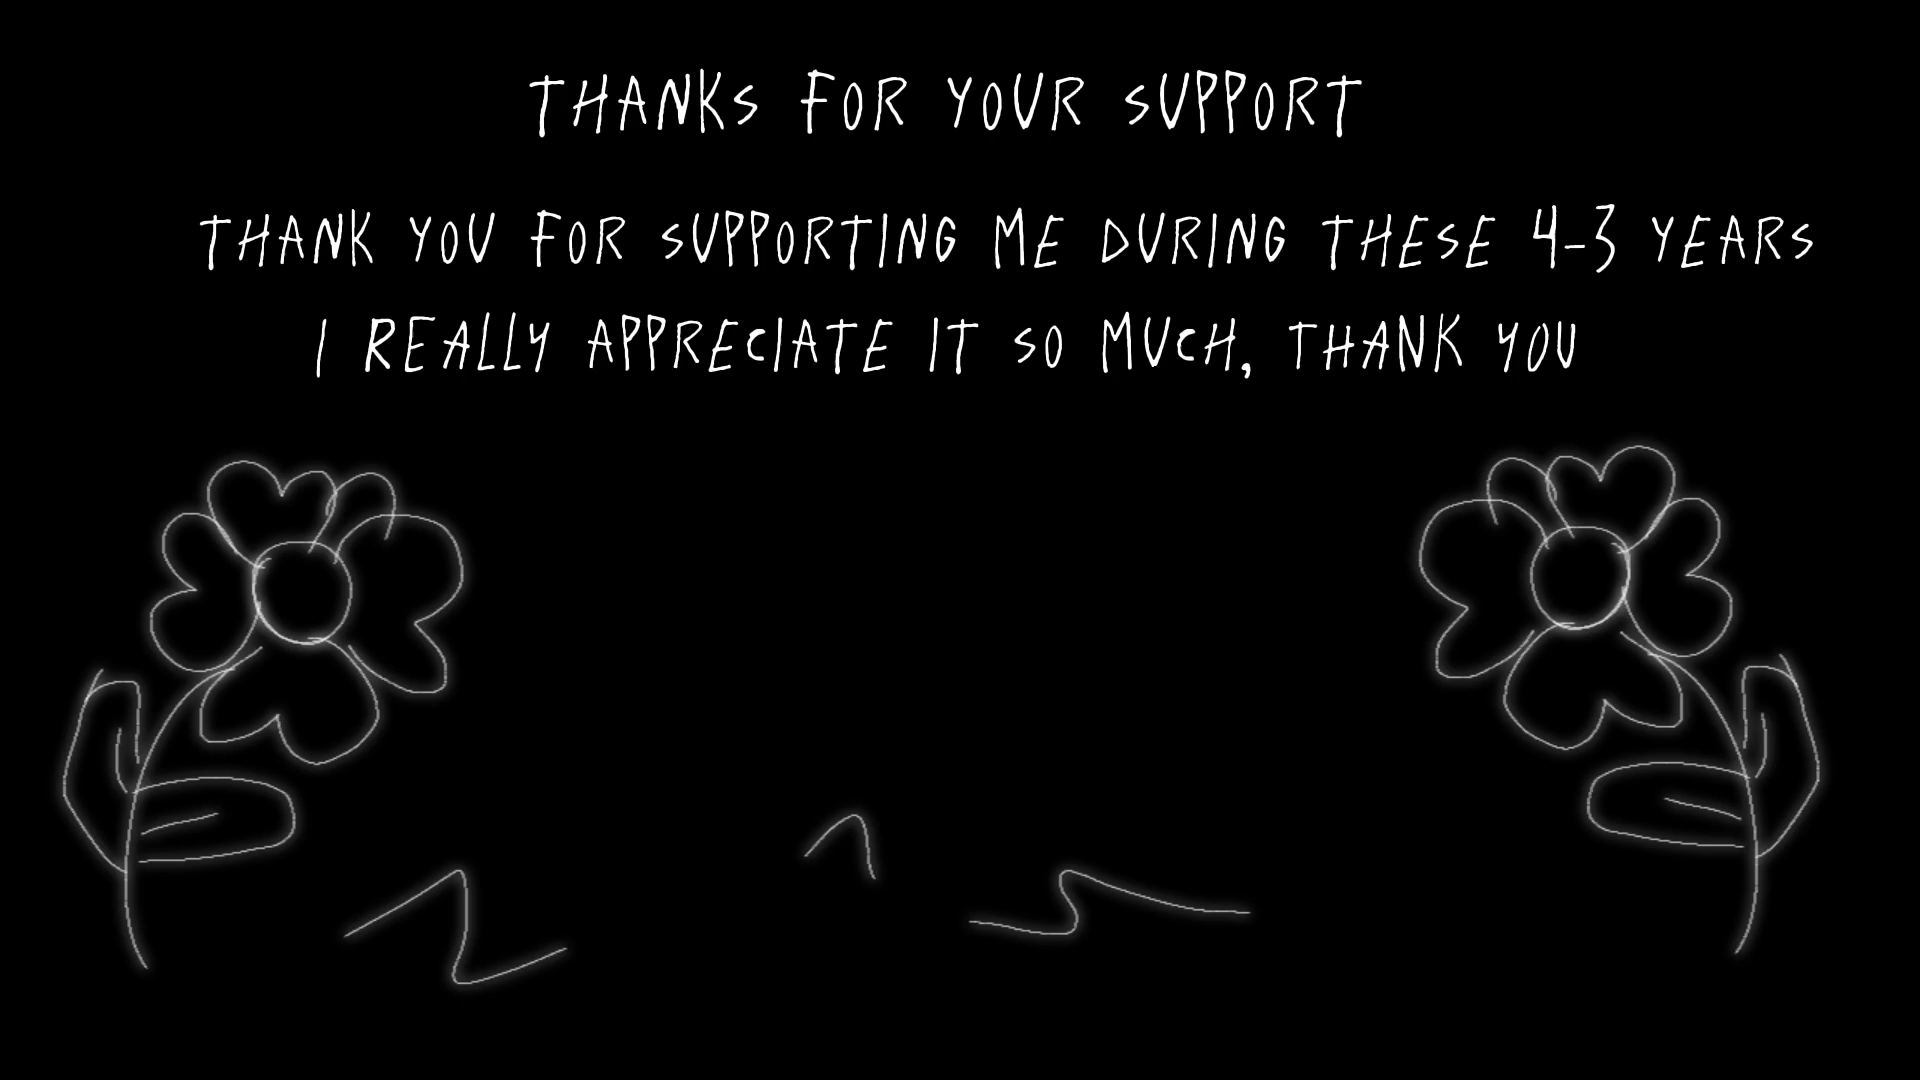 THANKS FOR YOUR SUPPORT
THANK YOU FOR SUPPORTING ME DURING THESE 4-3 YEARS
I REALLY APPRECIATE IT SO MUCH, THANK YOU